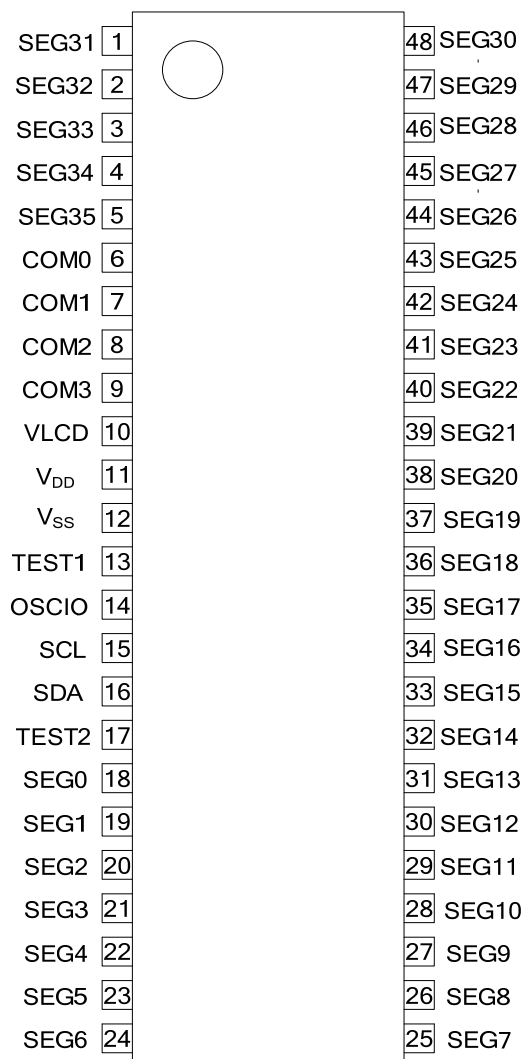 SEG31 1 48 SEG30
SEG32 2 47 SEG29
SEG33 3 46 SEG28
SEG34 4 45 SEG27
SEG35 5 44 SEG26
COM0 6 43 SEG25
COM1 7 42 SEG24
COM2 8 41 SEG23
COM3 9 40 SEG22
VLCD 10 39 SEG21
VDD 11 38 SEG20
VSS 12 37 SEG19
TEST1 13 36 SEG18
OSCIO 14 35 SEG17
SCL 15 34 SEG16
SDA 16 33 SEG15
TEST2 17 32 SEG14
SEG0 18 31 SEG13
SEG1 19 30 SEG12
SEG2 20 29 SEG11
SEG3 21 28 SEG10
SEG4 22 27 SEG9
SEG5 23 26 SEG8
SEG6 24 25 SEG7